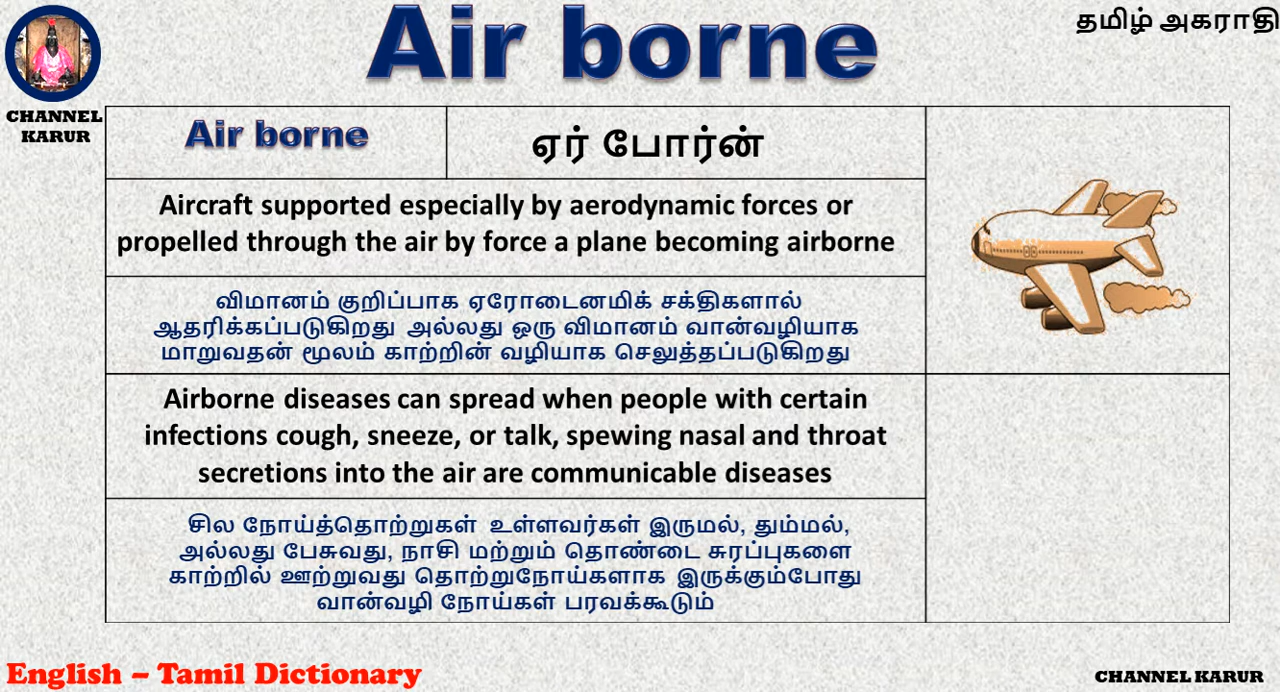 Air borne
தமிழ் அகராதி
CHANNEL
KARUR
Air borne
ஏர் போர்ன்
Aircraft supported especially by aerodynamic forces or
propelled through the air by force a plane becoming airborne
விமானம் குறிப்பாக ஏரோடைனமிக் சக்திகளால்
ஆதரிக்கப்படுகிறது அல்லது ஒரு விமானம் வான்வழியாக
மாறுவதன் மூலம் காற்றின் வழியாக செலுத்தப்படுகிறது
Airborne diseases can spread when people with certain
infections cough, sneeze, or talk, spewing nasal and throat
secretions into the air are communicable diseases
சில நோய்த்தொற்றுகள் உள்ளவர்கள் இருமல், தும்மல்,
அல்லது பேசுவது, நாசி மற்றும் தொண்டை சுரப்புகளை
காற்றில் ஊற்றுவது தொற்றுநோய்களாக இருக்கும்போது
வான்வழி நோய்கள் பரவக்கூடும்
English – Tamil Dictionary
CHANNEL KARUR